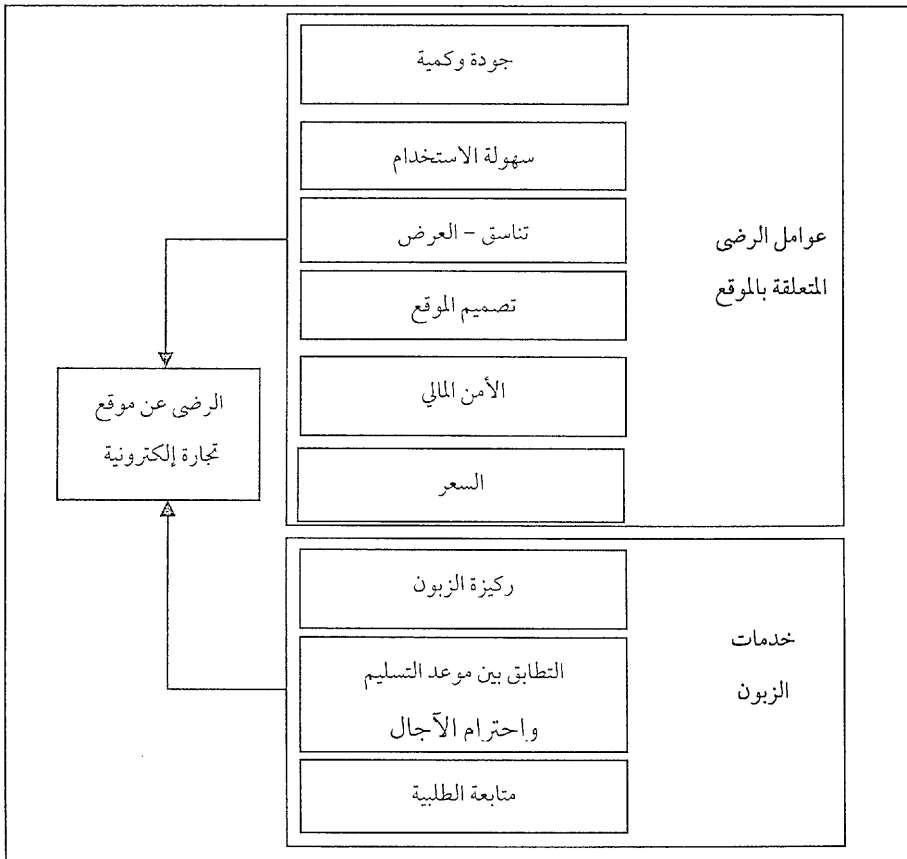 جودة وكمية
سهولة الاستخدام
تناسق – العرض
تصميم الموقع
الأمن المالي
السعر
عوامل الرضى
المتعلقة بالموقع
الرضى عن موقع
تجارة إلكترونية
ركيزة الزبون
التطابق بين موعد التسليم
واحترام الآجال
متابعة الطلبية
خدمات
الزبون